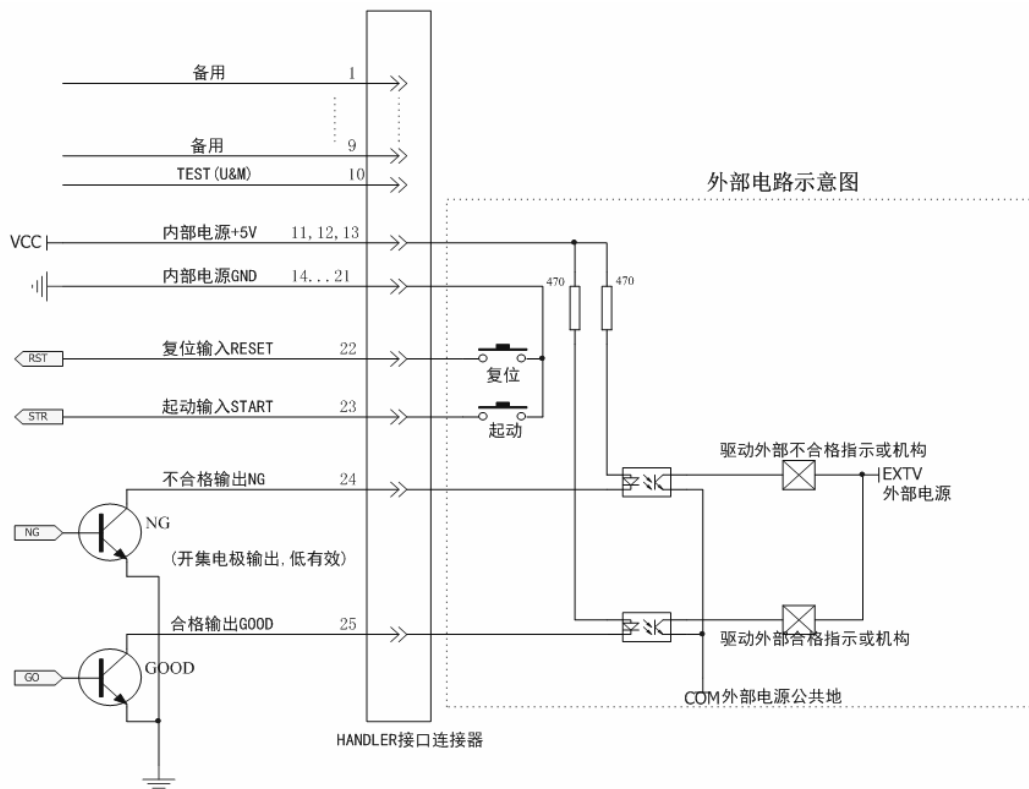 备用 1
备用 9
TEST(U&M) 10
外部电路示意图
VCC 内部电源+5V 11,12,13
内部电源GND 14...21
470 470
RST 复位输入RESET 22
复位
STR 起动输入START 23
起动
驱动外部不合格指示或机构
不合格输出NG 24
EXTV
外部电源
NG NG
(开集电极输出,低有效)
合格输出GOOD 25
驱动外部合格指示或机构
GO GOOD
COM外部电源公共地
HANDLER接口连接器